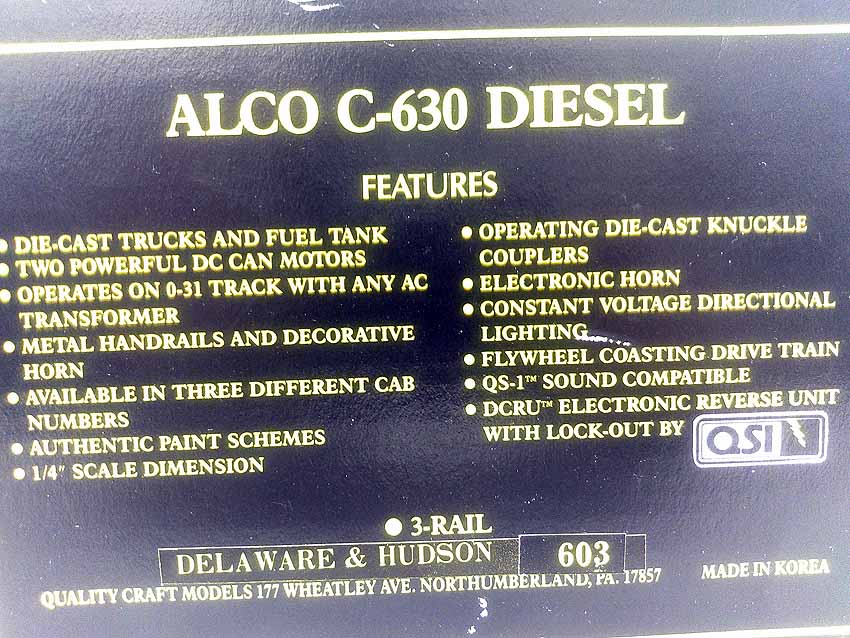 ALCO C-630 DIESEL
FEATURES
● DIE-CAST TRUCKS AND FUEL TANK
● TWO POWERFUL DC CAN MOTORS
● OPERATES ON 0-31 TRACK WITH ANY AC
TRANSFORMER
● METAL HANDRAILS AND DECORATIVE
HORN
● AVAILABLE IN THREE DIFFERENT CAB
NUMBERS
● AUTHENTIC PAINT SCHEMES
● 1/4" SCALE DIMENSION
● OPERATING DIE-CAST KNUCKLE
COUPLERS
● ELECTRONIC HORN
● CONSTANT VOLTAGE DIRECTIONAL
LIGHTING
● FLYWHEEL COASTING DRIVE TRAIN
● QS-1™ SOUND COMPATIBLE
● DCRU™ ELECTRONIC REVERSE UNIT
WITH LOCK-OUT BY QSI
● 3-RAIL
DELAWARE & HUDSON 603
QUALITY CRAFT MODELS 177 WHEATLEY AVE. NORTHUMBERLAND, PA. 17857
MADE IN KOREA